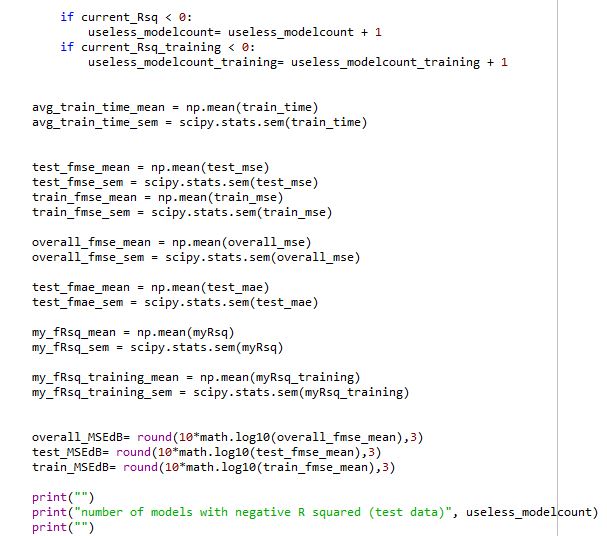 if current_Rsq < 0:
useless_modelcount= useless_modelcount + 1
if current_Rsq_training < 0:
useless_modelcount_training= useless_modelcount_training + 1
avg_train_time_mean = np.mean(train_time)
avg_train_time_sem = scipy.stats.sem(train_time)
test_fmse_mean = np.mean(test_mse)
test_fmse_sem = scipy.stats.sem(test_mse)
train_fmse_mean = np.mean(train_mse)
train_fmse_sem = scipy.stats.sem(train_mse)
overall_fmse_mean = np.mean(overall_mse)
overall_fmse_sem = scipy.stats.sem(overall_mse)
test_fmae_mean = np.mean(test_mae)
test_fmae_sem = scipy.stats.sem(test_mae)
my_fRsq_mean = np.mean(myRsq)
my_fRsq_sem = scipy.stats.sem(myRsq)
my_fRsq_training_mean = np.mean(myRsq_training)
my_fRsq_training_sem = scipy.stats.sem(myRsq_training)
overall_MSEdB= round(10*math.log10(overall_fmse_mean),3)
test_MSEdB= round(10*math.log10(test_fmse_mean),3)
train_MSEdB= round(10*math.log10(train_fmse_mean),3)
print("")
print("number of models with negative R squared (test data)", useless_modelcount)
print("")